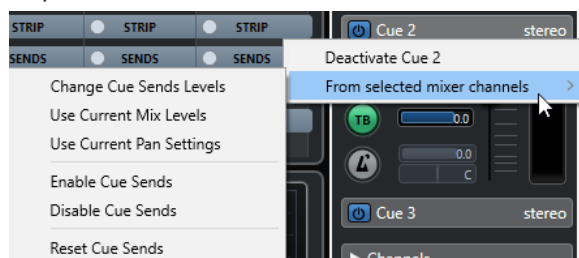 STRIP STRIP STRIP
Cue 2 stereo
SENDS SENDS SENDS
Deactivate Cue 2
From selected mixer channels
Change Cue Sends Levels
Use Current Mix Levels
Use Current Pan Settings
Enable Cue Sends
Disable Cue Sends
Reset Cue Sends
TB 0.0
0.0
C
Cue 3 stereo
Channels